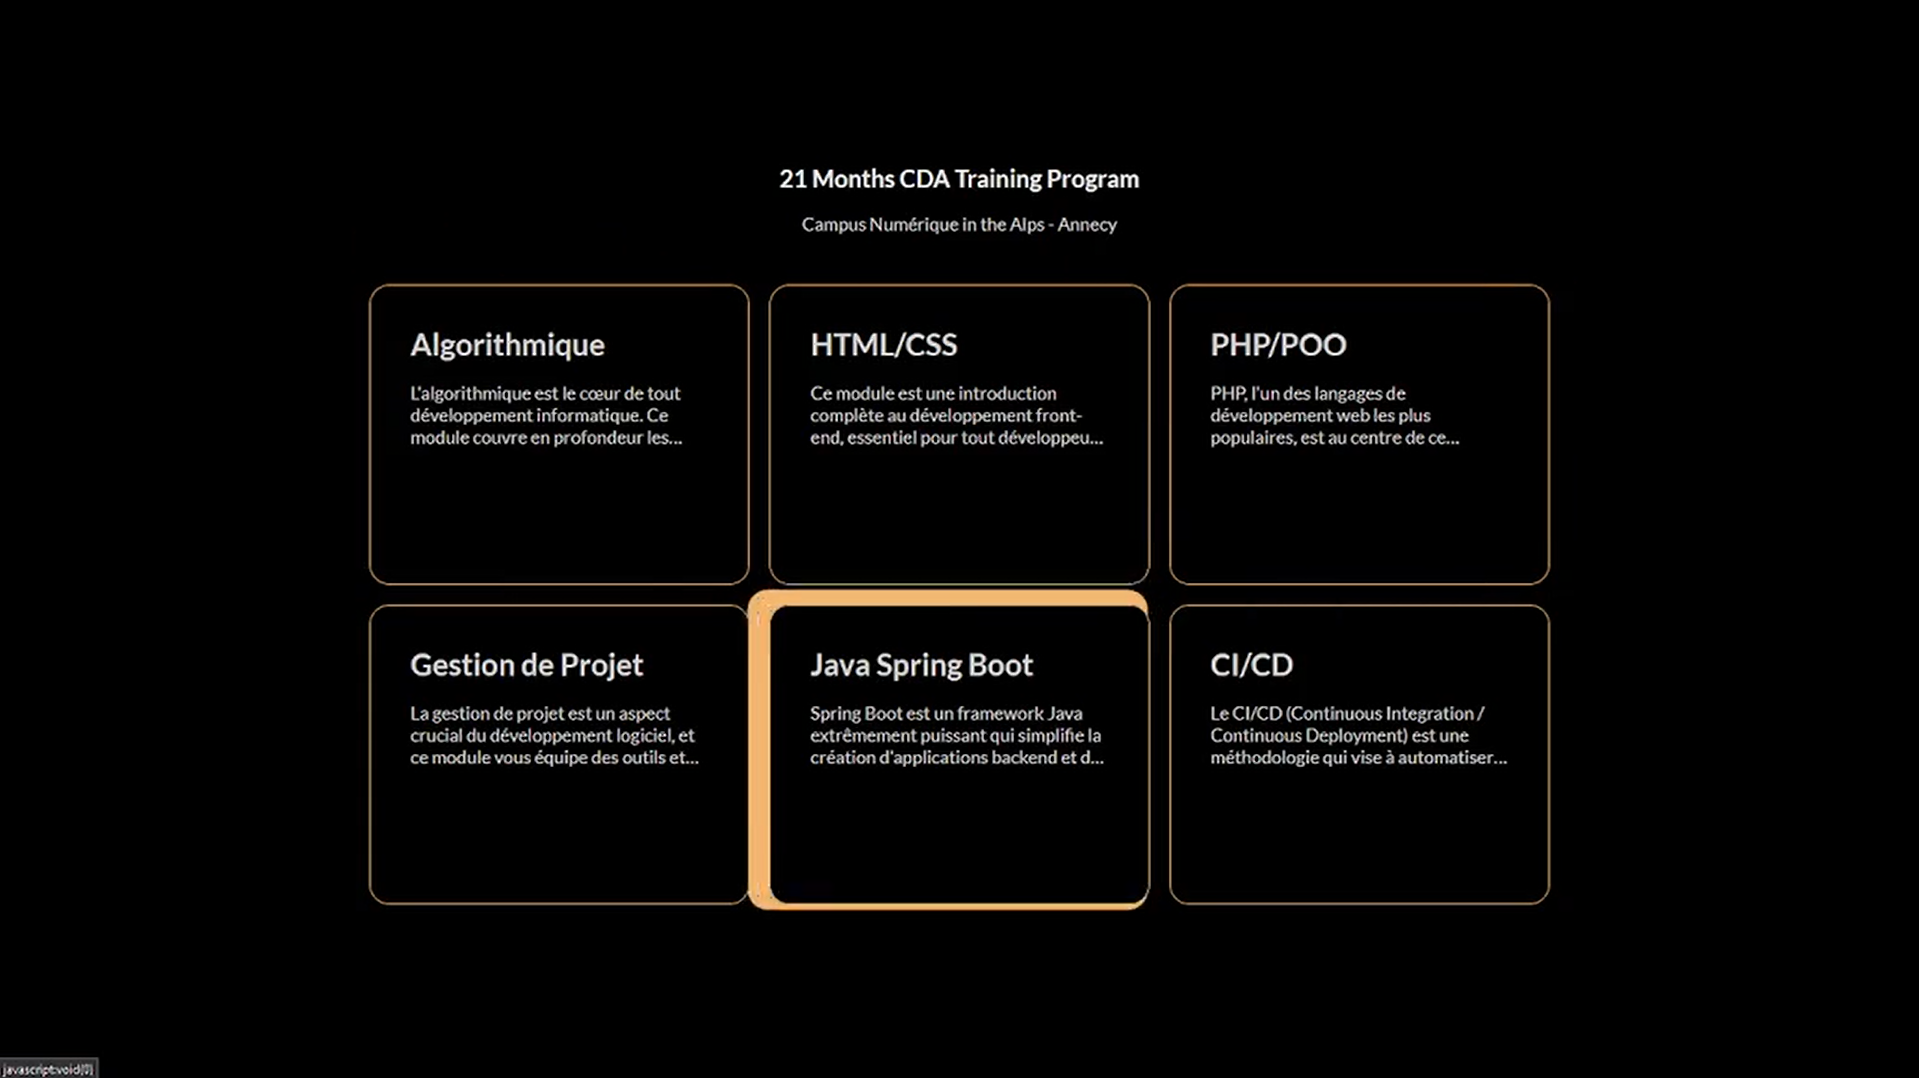 21 Months CDA Training Program
Campus Numérique in the Alps - Annecy
Algorithmique
L'algorithmique est le cœur de tout
développement informatique. Ce
module couvre en profondeur les...
HTML/CSS
Ce module est une introduction
complète au développement front-
end, essentiel pour tout développeu...
PHP/POO
PHP, l'un des langages de
développement web les plus
populaires, est au centre de ce...
Gestion de Projet
La gestion de projet est un aspect
crucial du développement logiciel, et
ce module vous équipe des outils et...
Java Spring Boot
Spring Boot est un framework Java
extrêmement puissant qui simplifie la
création d'applications backend et d...
CI/CD
Le CI/CD (Continuous Integration /
Continuous Deployment) est une
méthodologie qui vise à automatiser...
javascript:void(0)